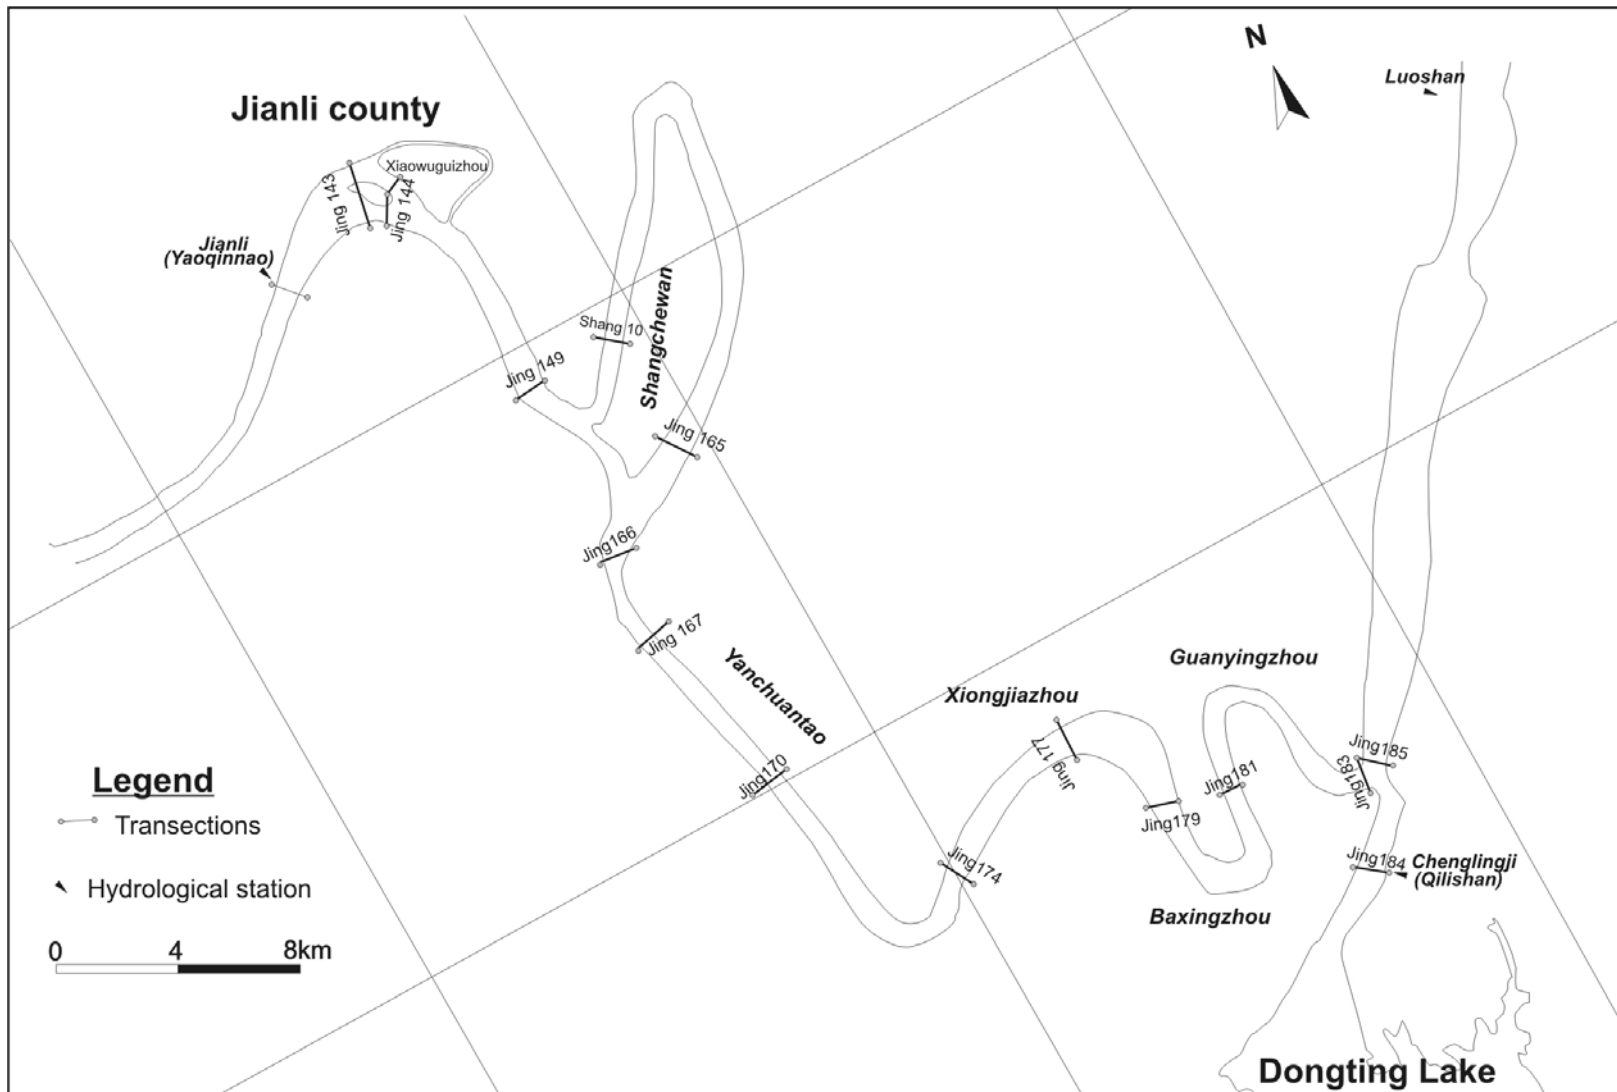 N
Luoshan
Jianli county
Xiaowuguizhou
Jing 143
Jing 144
Jianli
(Yaoqinnao)
Shang 10
Shangchewan
Jing 149
Jing 165
Jing166
Jing 167
Yanchuantao
Guanyingzhou
Xiongjiazhou
Jing 177
Jing170
Jing185
Jing183
Jing181
Jing179
Jing174
Jing184
Chenglingji
(Qilishan)
Baxingzhou
Legend
Transections
Hydrological station
0 4 8km
Dongting Lake